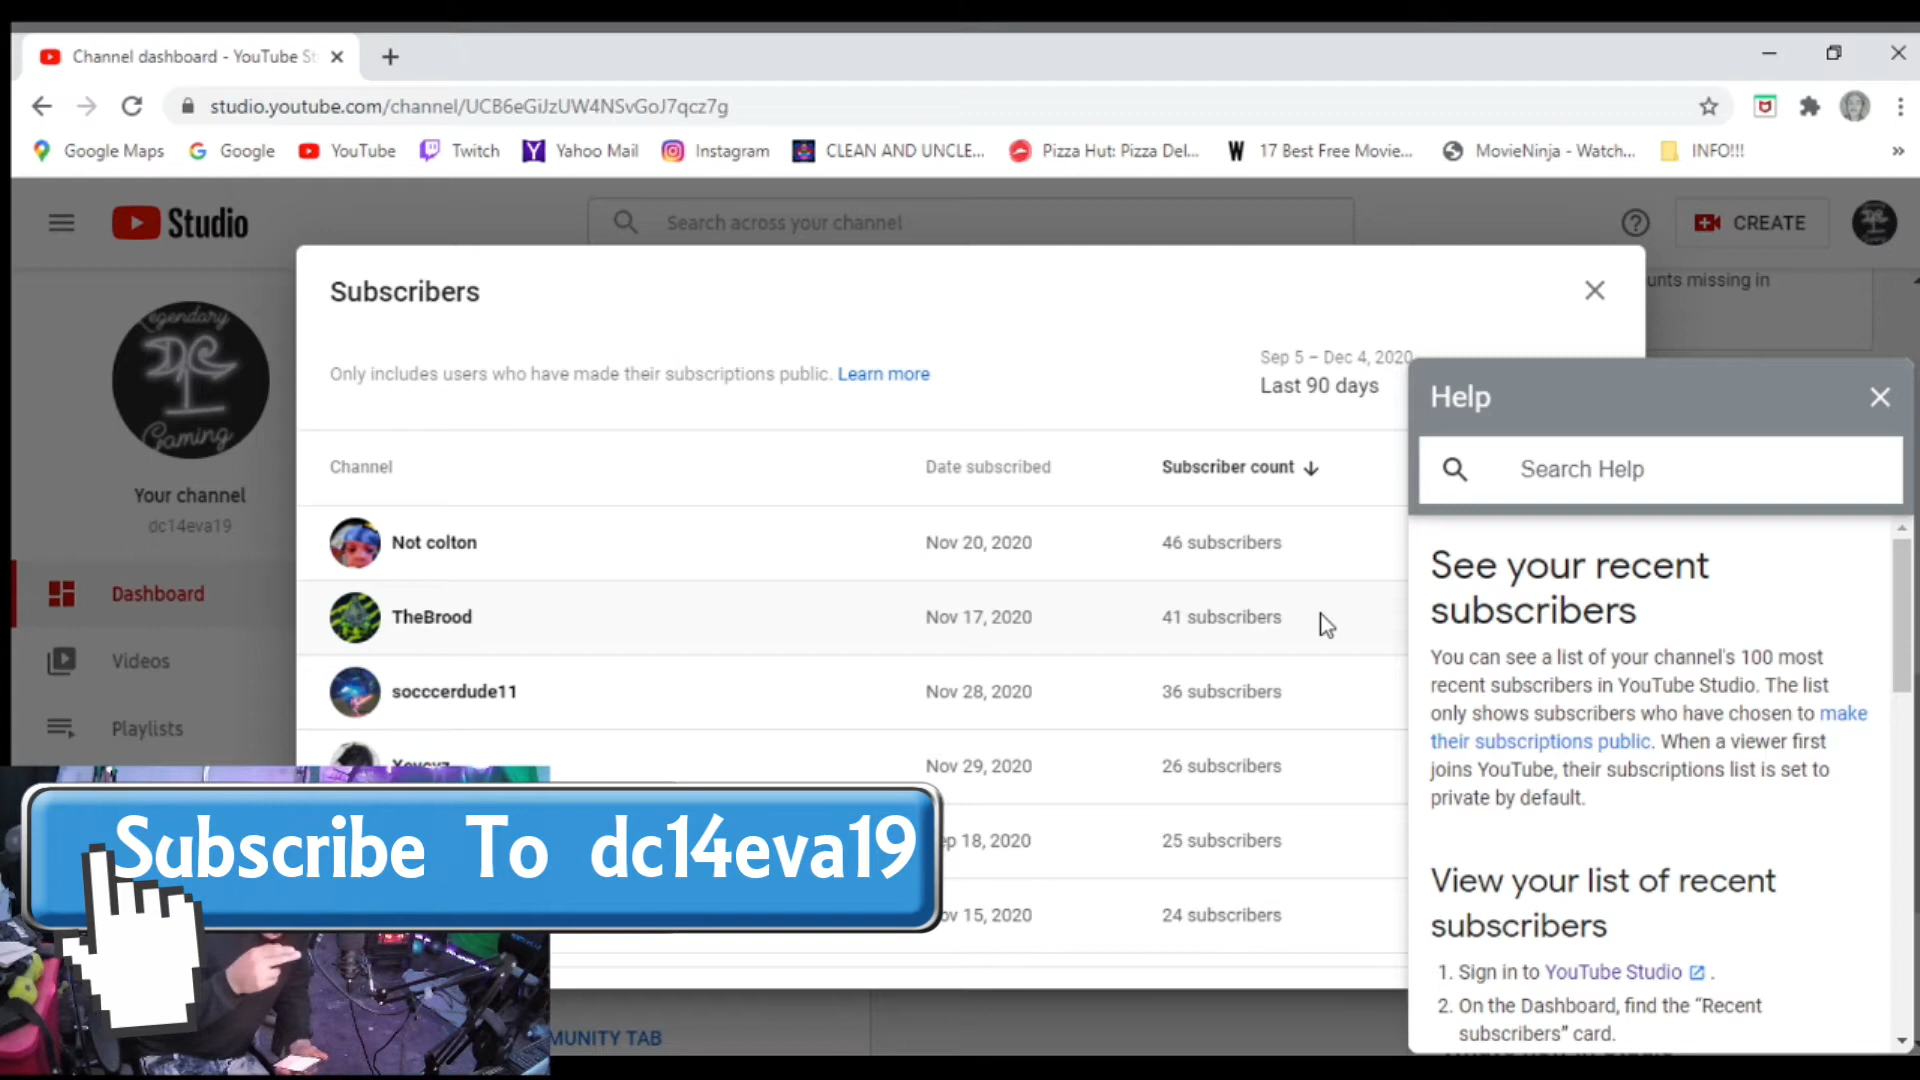 Channel dashboard - YouTube St
studio.youtube.com/channel/UCB6eGiJzUW4NSvGoJ7qcz7g
Google Maps Google YouTube Twitch Yahoo Mail Instagram CLEAN AND UNCLE... Pizza Hut: Pizza Del... 17 Best Free Movie... MovieNinja - Watch... INFO!!! »
Studio Search across your channel CREATE
Legendary
DC
Gaming
Your channel
dc14eva19
Dashboard
Videos
Playlists
unts missing in
Subscribers
Only includes users who have made their subscriptions public. Learn more
Sep 5 – Dec 4, 2020
Last 90 days
Channel Date subscribed Subscriber count
Not colton Nov 20, 2020 46 subscribers
TheBrood Nov 17, 2020 41 subscribers
socccerdude11 Nov 28, 2020 36 subscribers
Nov 29, 2020 26 subscribers
ep 18, 2020 25 subscribers
ov 15, 2020 24 subscribers
Subscribe To dc14eva19
MUNITY TAB
Help
Search Help
See your recent
subscribers
You can see a list of your channel's 100 most
recent subscribers in YouTube Studio. The list
only shows subscribers who have chosen to make
their subscriptions public. When a viewer first
joins YouTube, their subscriptions list is set to
private by default.
View your list of recent
subscribers
1. Sign in to YouTube Studio .
2. On the Dashboard, find the “Recent
subscribers” card.